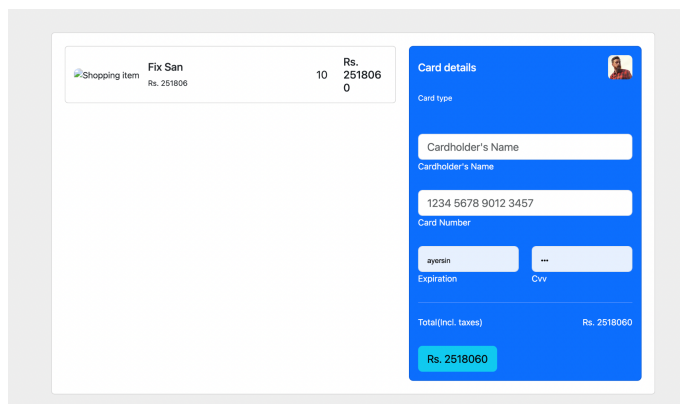 Shopping item
Fix San
Rs. 251806
10
Rs.
251806
0
Card details
Card type
Cardholder's Name
Cardholder's Name
1234 5678 9012 3457
Card Number
ayersin
•••
Expiration
Cvv
Total(Incl. taxes)
Rs. 2518060
Rs. 2518060